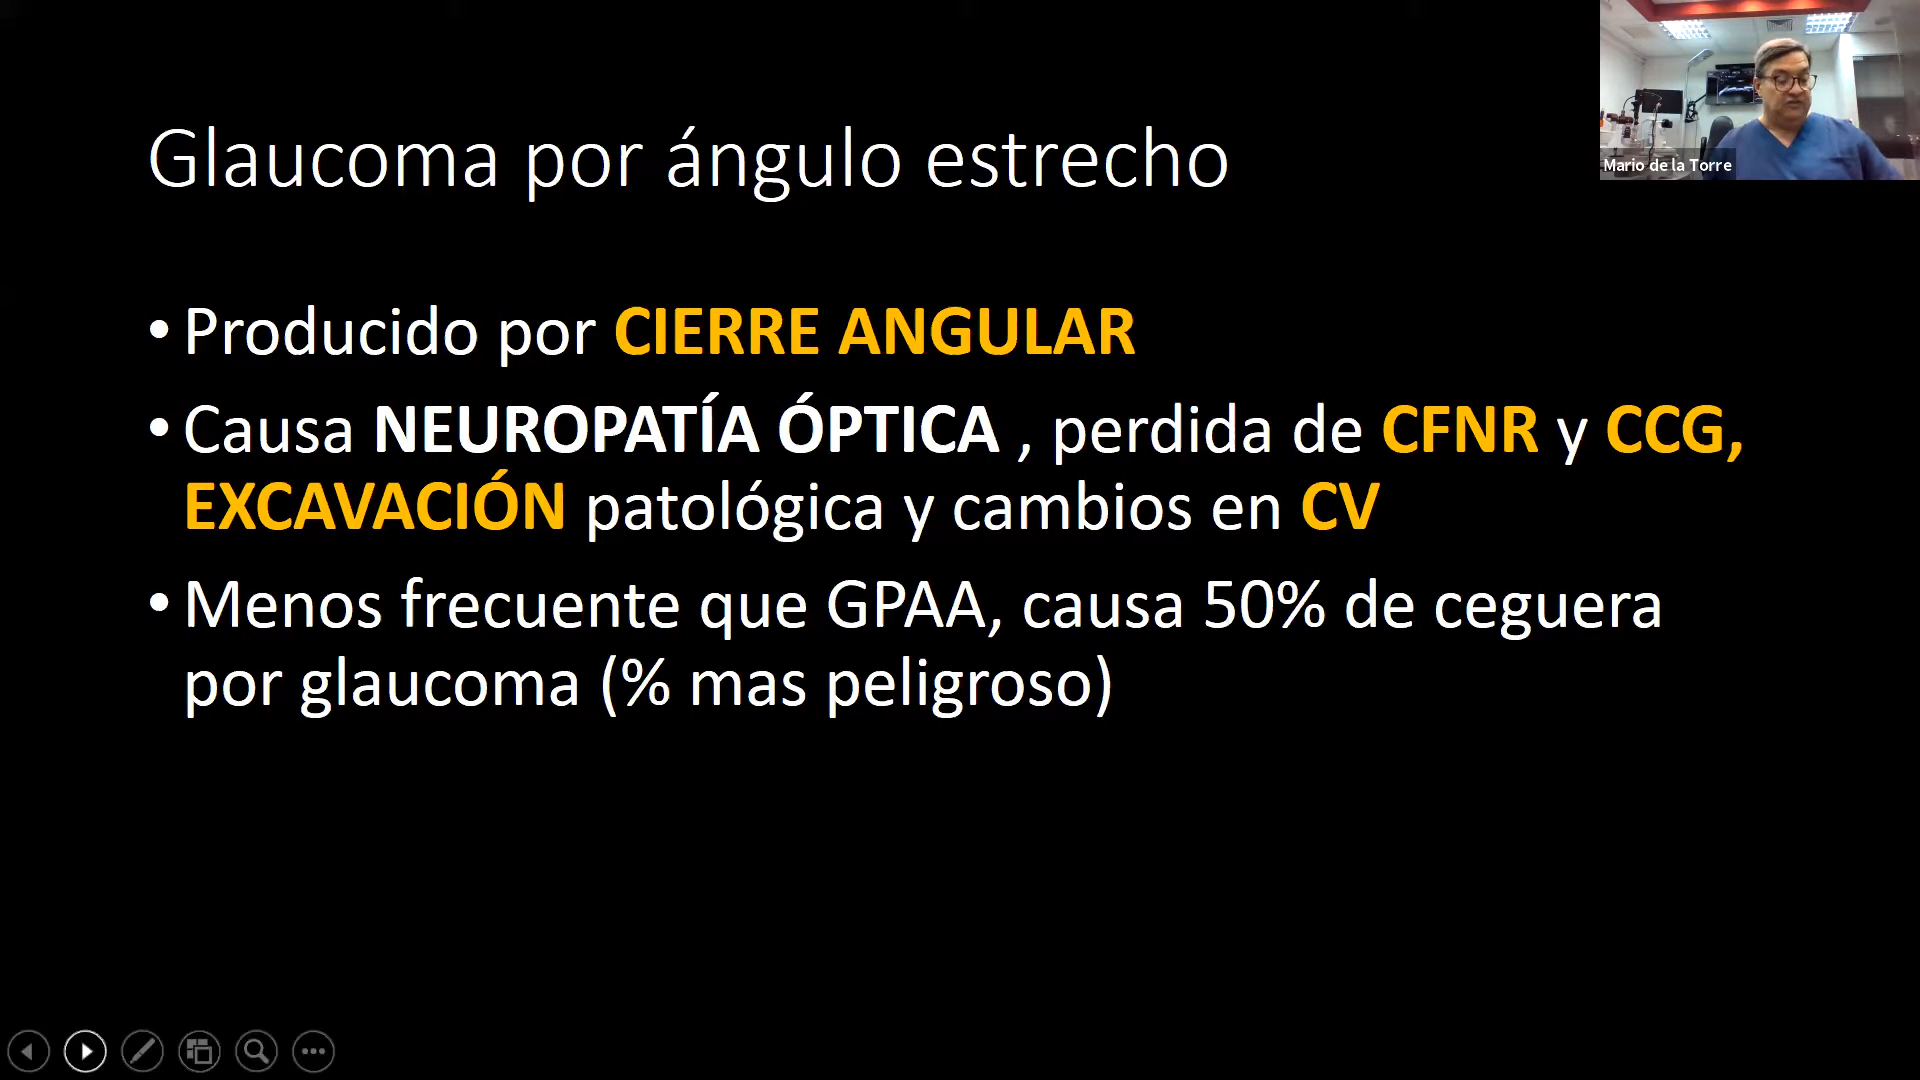 Glaucoma por ángulo estrecho
Mario de la Torre
• Producido por CIERRE ANGULAR
• Causa NEUROPATÍA ÓPTICA , perdida de CFNR y CCG,
EXCAVACIÓN patológica y cambios en CV
• Menos frecuente que GPAA, causa 50% de ceguera
por glaucoma (% mas peligroso)